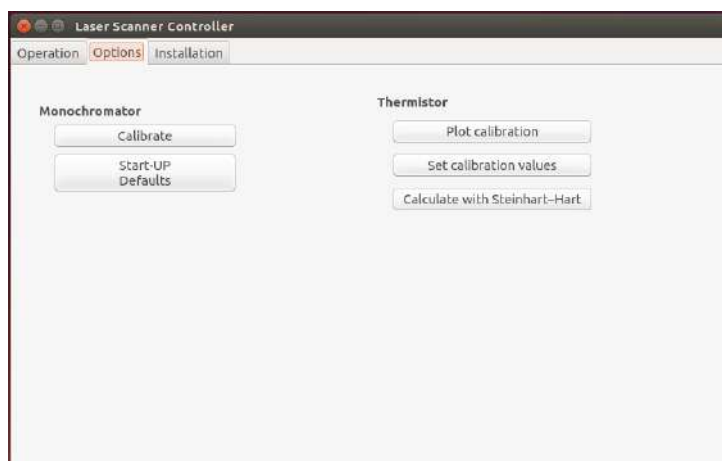 Laser Scanner Controller
Operation Options Installation
Monochromator
Calibrate
Start-UP
Defaults
Thermistor
Plot calibration
Set calibration values
Calculate with Steinhart–Hart